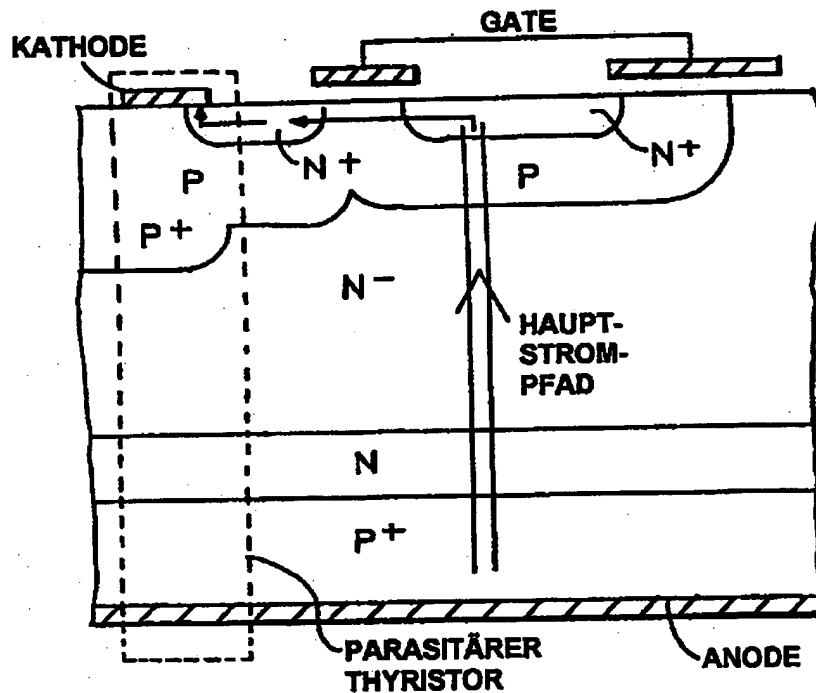 GATE
KATHODE
N+
N+
P
P
P+
N−
HAUPT-
STROM-
PFAD
N
P+
PARASITÄRER
THYRISTOR
ANODE